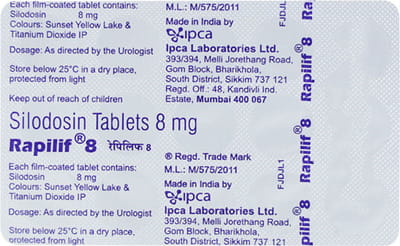 Each film-coated tablet contains:
Silodosin 8 mg
Colours: Sunset Yellow Lake &
Titanium Dioxide IP
Dosage: As directed by the Urologist
Store below 25°C in a dry place,
protected from light
Keep out of reach of children
M.L.: M/575/2011
Made in India by
ipca
Ipca Laboratories Ltd.
393/394, Melli Jorethang Road,
Gom Block, Bharikhola,
South District, Sikkim 737 121
Regd. Off.: 48, Kandivli Ind.
Estate, Mumbai 400 067
FJDJL
Rapilif® 8
Silodosin Tablets 8 mg
Rapilif® 8 रेपिलिफ 8
Each film-coated tablet contains:
Silodosin 8 mg
Colours: Sunset Yellow Lake &
Titanium Dioxide IP
Dosage: As directed by the Urologist
Store below 25°C in a dry place,
® Regd. Trade Mark
M.L.: M/575/2011
Made in India by
ipca
Ipca Laboratories Ltd.
393/394, Melli Jorethang Road,
Gom Block, Bharikhola,
South District, Sikkim 737 121
FJDJL1
Rapilif® 8